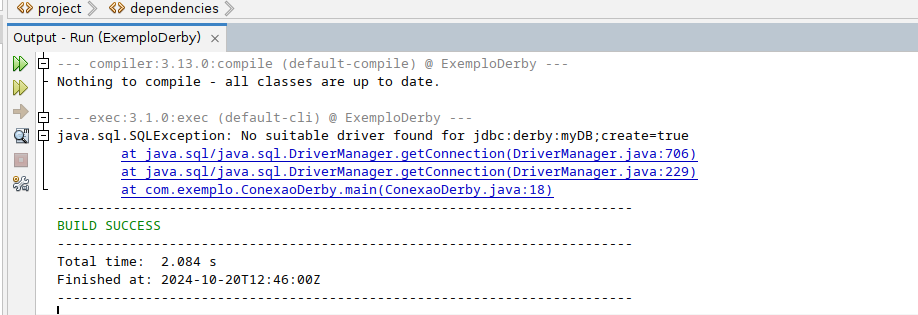 project dependencies
Output - Run (ExemploDerby) ×
--- compiler:3.13.0:compile (default-compile) @ ExemploDerby ---
Nothing to compile - all classes are up to date.
--- exec:3.1.0:exec (default-cli) @ ExemploDerby ---
java.sql.SQLException: No suitable driver found for jdbc:derby:myDB;create=true
at java.sql/java.sql.DriverManager.getConnection(DriverManager.java:706)
at java.sql/java.sql.DriverManager.getConnection(DriverManager.java:229)
at com.exemplo.ConexaoDerby.main(ConexaoDerby.java:18)
------------------------------------------------------------------------
BUILD SUCCESS
------------------------------------------------------------------------
Total time:  2.084 s
Finished at: 2024-10-20T12:46:00Z
------------------------------------------------------------------------